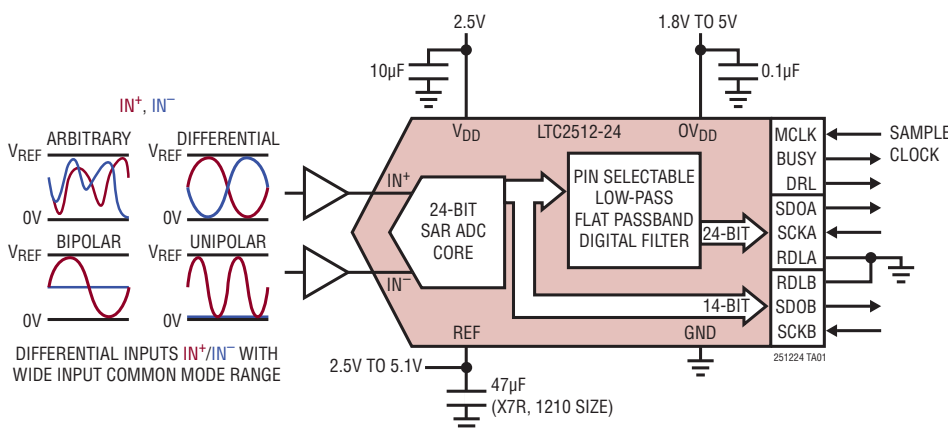 2.5V
1.8V TO 5V
10µF
0.1µF
IN+, IN−
ARBITRARY
DIFFERENTIAL
VREF
0V
VREF
0V
BIPOLAR
UNIPOLAR
VREF
0V
VREF
0V
DIFFERENTIAL INPUTS IN+/IN− WITH
WIDE INPUT COMMON MODE RANGE
VDD
LTC2512-24
OVDD
IN+
IN−
24-BIT
SAR ADC
CORE
PIN SELECTABLE
LOW-PASS
FLAT PASSBAND
DIGITAL FILTER
24-BIT
14-BIT
REF
GND
MCLK
BUSY
DRL
SDOA
SCKA
RDLA
RDLB
SDOB
SCKB
SAMPLE
CLOCK
251224 TA01
2.5V TO 5.1V
47µF
(X7R, 1210 SIZE)